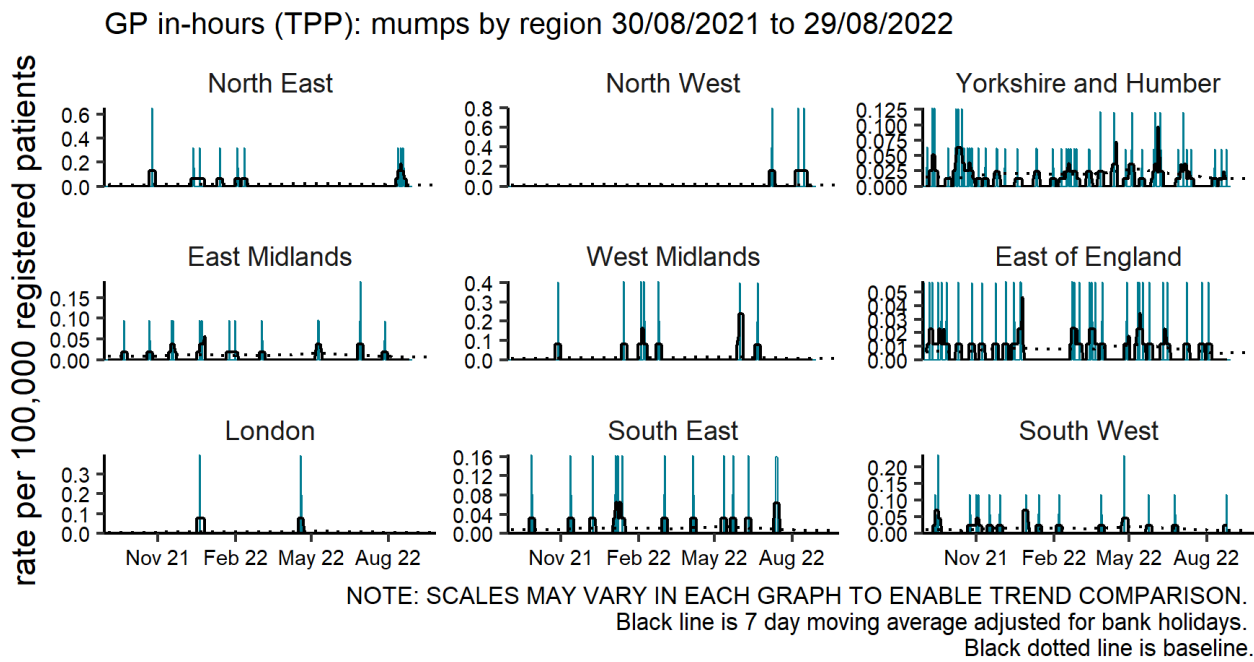 GP in-hours (TPP): mumps by region 30/08/2021 to 29/08/2022
rate per 100,000 registered patients
North East
0.6
0.4
0.2
0.0
North West
0.8
0.6
0.4
0.2
0.0
Yorkshire and Humber
0.125
0.100
0.075
0.050
0.025
0.000
East Midlands
0.15
0.10
0.05
0.00
West Midlands
0.4
0.3
0.2
0.1
0.0
East of England
0.05
0.04
0.03
0.02
0.01
0.00
London
0.3
0.2
0.1
0.0
Nov 21 Feb 22 May 22 Aug 22
South East
0.16
0.12
0.08
0.04
0.00
Nov 21 Feb 22 May 22 Aug 22
South West
0.20
0.15
0.10
0.05
0.00
Nov 21 Feb 22 May 22 Aug 22
NOTE: SCALES MAY VARY IN EACH GRAPH TO ENABLE TREND COMPARISON.
Black line is 7 day moving average adjusted for bank holidays.
Black dotted line is baseline.